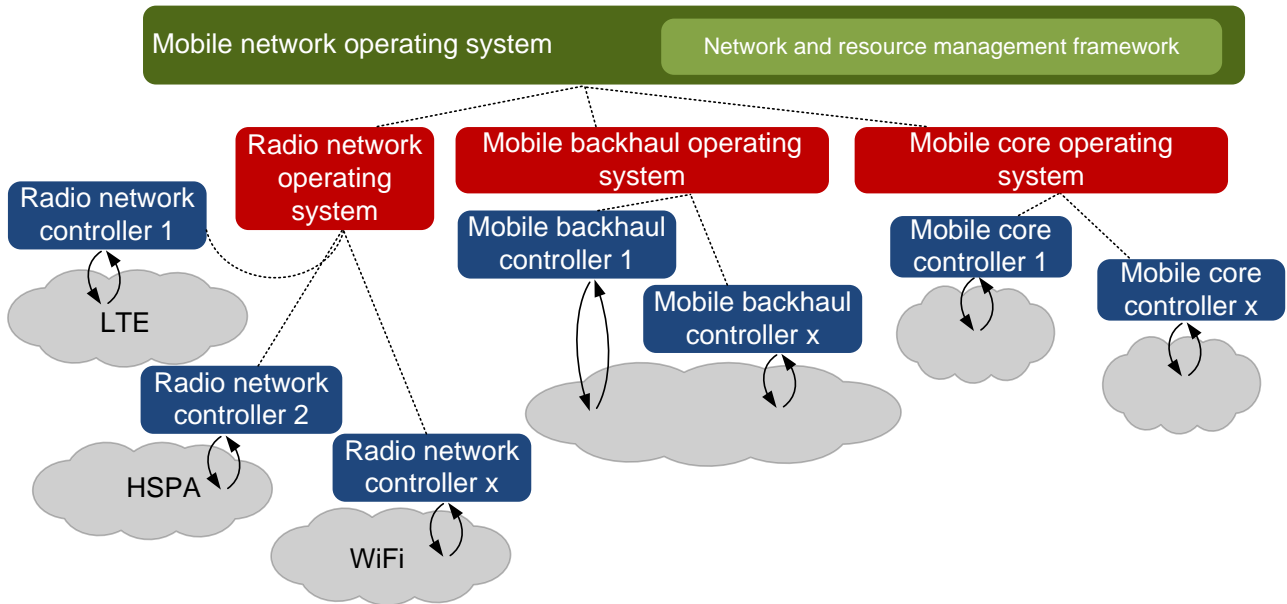 Mobile network operating system
Network and resource management framework
Radio network
operating
system
Mobile backhaul operating
system
Mobile core operating
system
Radio network
controller 1
Mobile backhaul
controller 1
Mobile core
controller 1
Mobile core
controller x
Mobile backhaul
controller x
LTE
Radio network
controller 2
Radio network
controller x
HSPA
WiFi